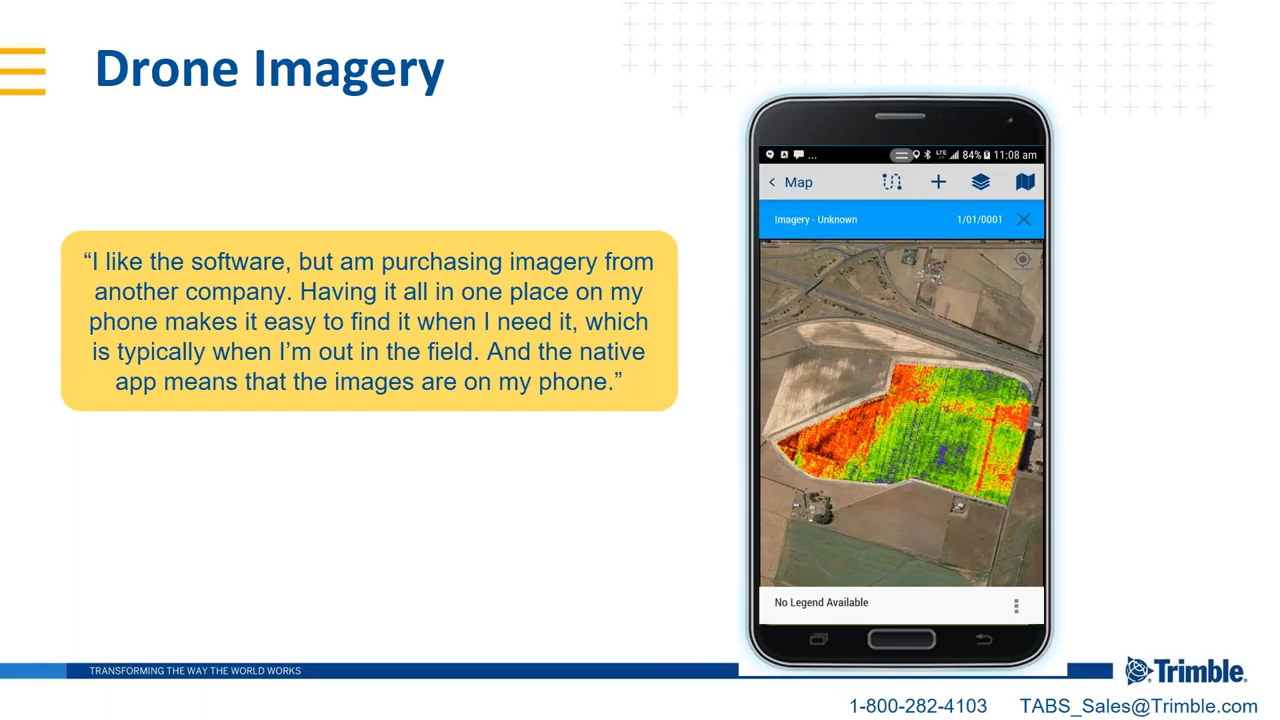 Drone Imagery
“I like the software, but am purchasing imagery from
another company. Having it all in one place on my
phone makes it easy to find it when I need it, which
is typically when I’m out in the field. And the native
app means that the images are on my phone.”
... LTE 84% 11:08 am
< Map
Imagery - Unknown 1/01/0001
No Legend Available
TRANSFORMING THE WAY THE WORLD WORKS
Trimble
1-800-282-4103 TABS_Sales@Trimble.com